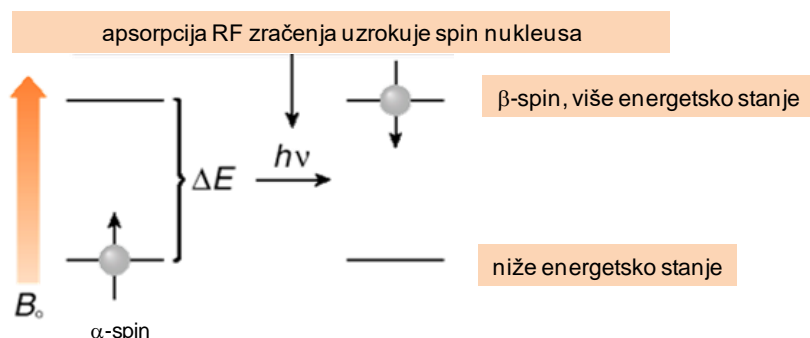 apsorpcija RF zračenja uzrokuje spin nukleusa
β-spin, više energetsko stanje
ΔE
hν
niže energetsko stanje
B₀
α-spin